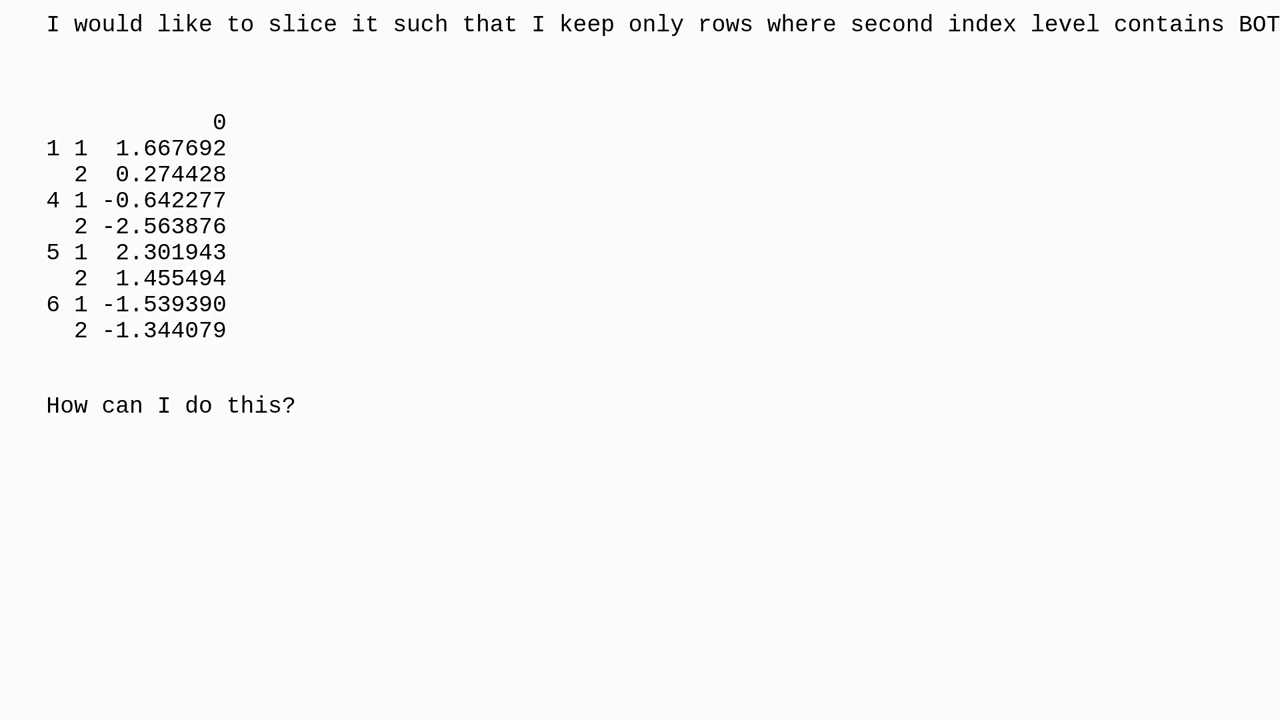 I would like to slice it such that I keep only rows where second index level contains BOT
0
1 1  1.667692
  2  0.274428
4 1 -0.642277
  2 -2.563876
5 1  2.301943
  2  1.455494
6 1 -1.539390
  2 -1.344079
How can I do this?